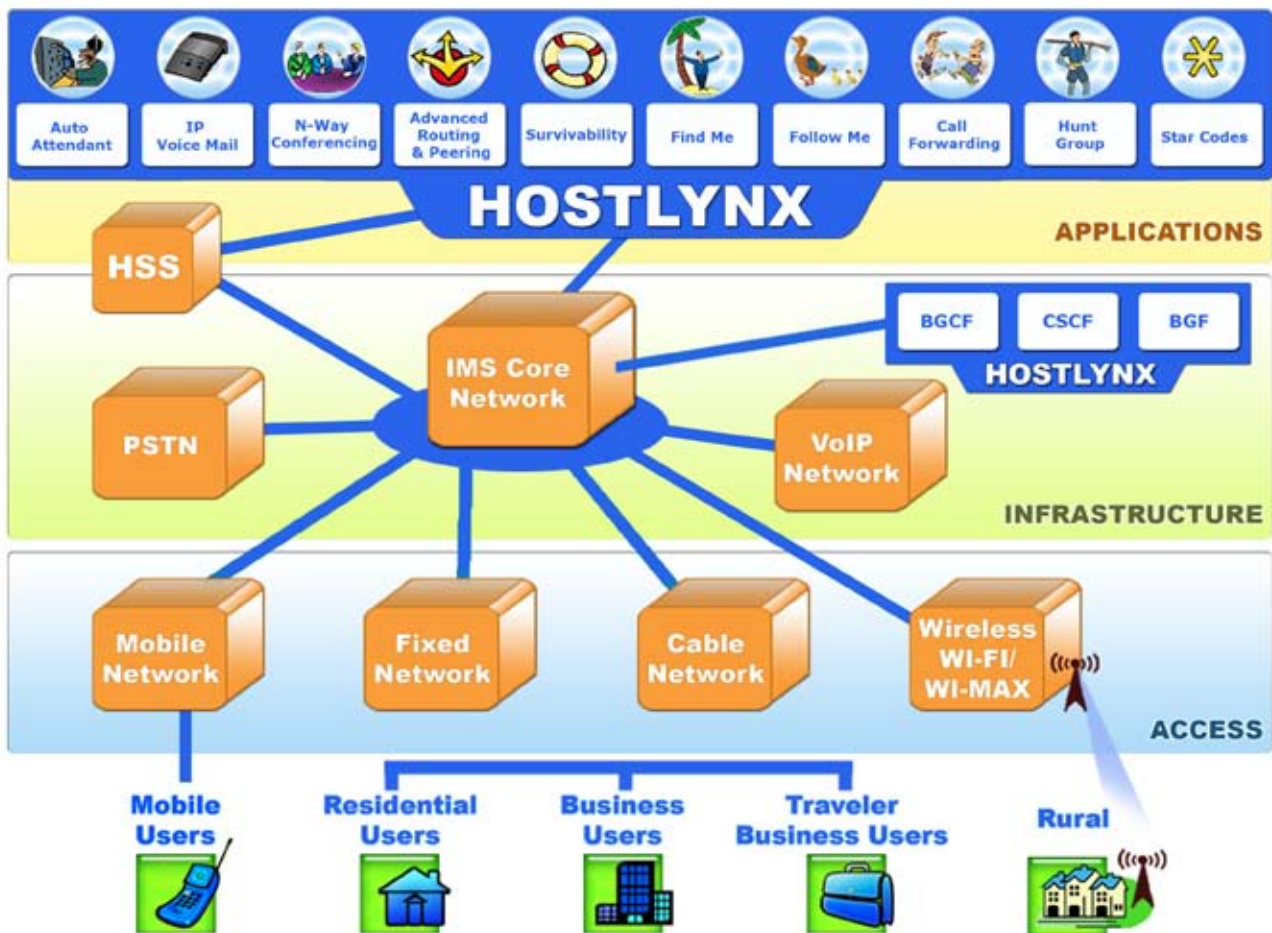 Auto
Attendant
IP
Voice Mail
N-Way
Conferencing
Advanced
Routing
& Peering
Survivability
Find Me
Follow Me
Call
Forwarding
Hunt
Group
Star Codes
HOSTLYNX
APPLICATIONS
HSS
IMS Core
Network
BGCF
CSCF
BGF
HOSTLYNX
PSTN
VoIP
Network
INFRASTRUCTURE
Mobile
Network
Fixed
Network
Cable
Network
Wireless
WI-FI/
WI-MAX
ACCESS
Mobile
Users
Residential
Users
Business
Users
Traveler
Business Users
Rural